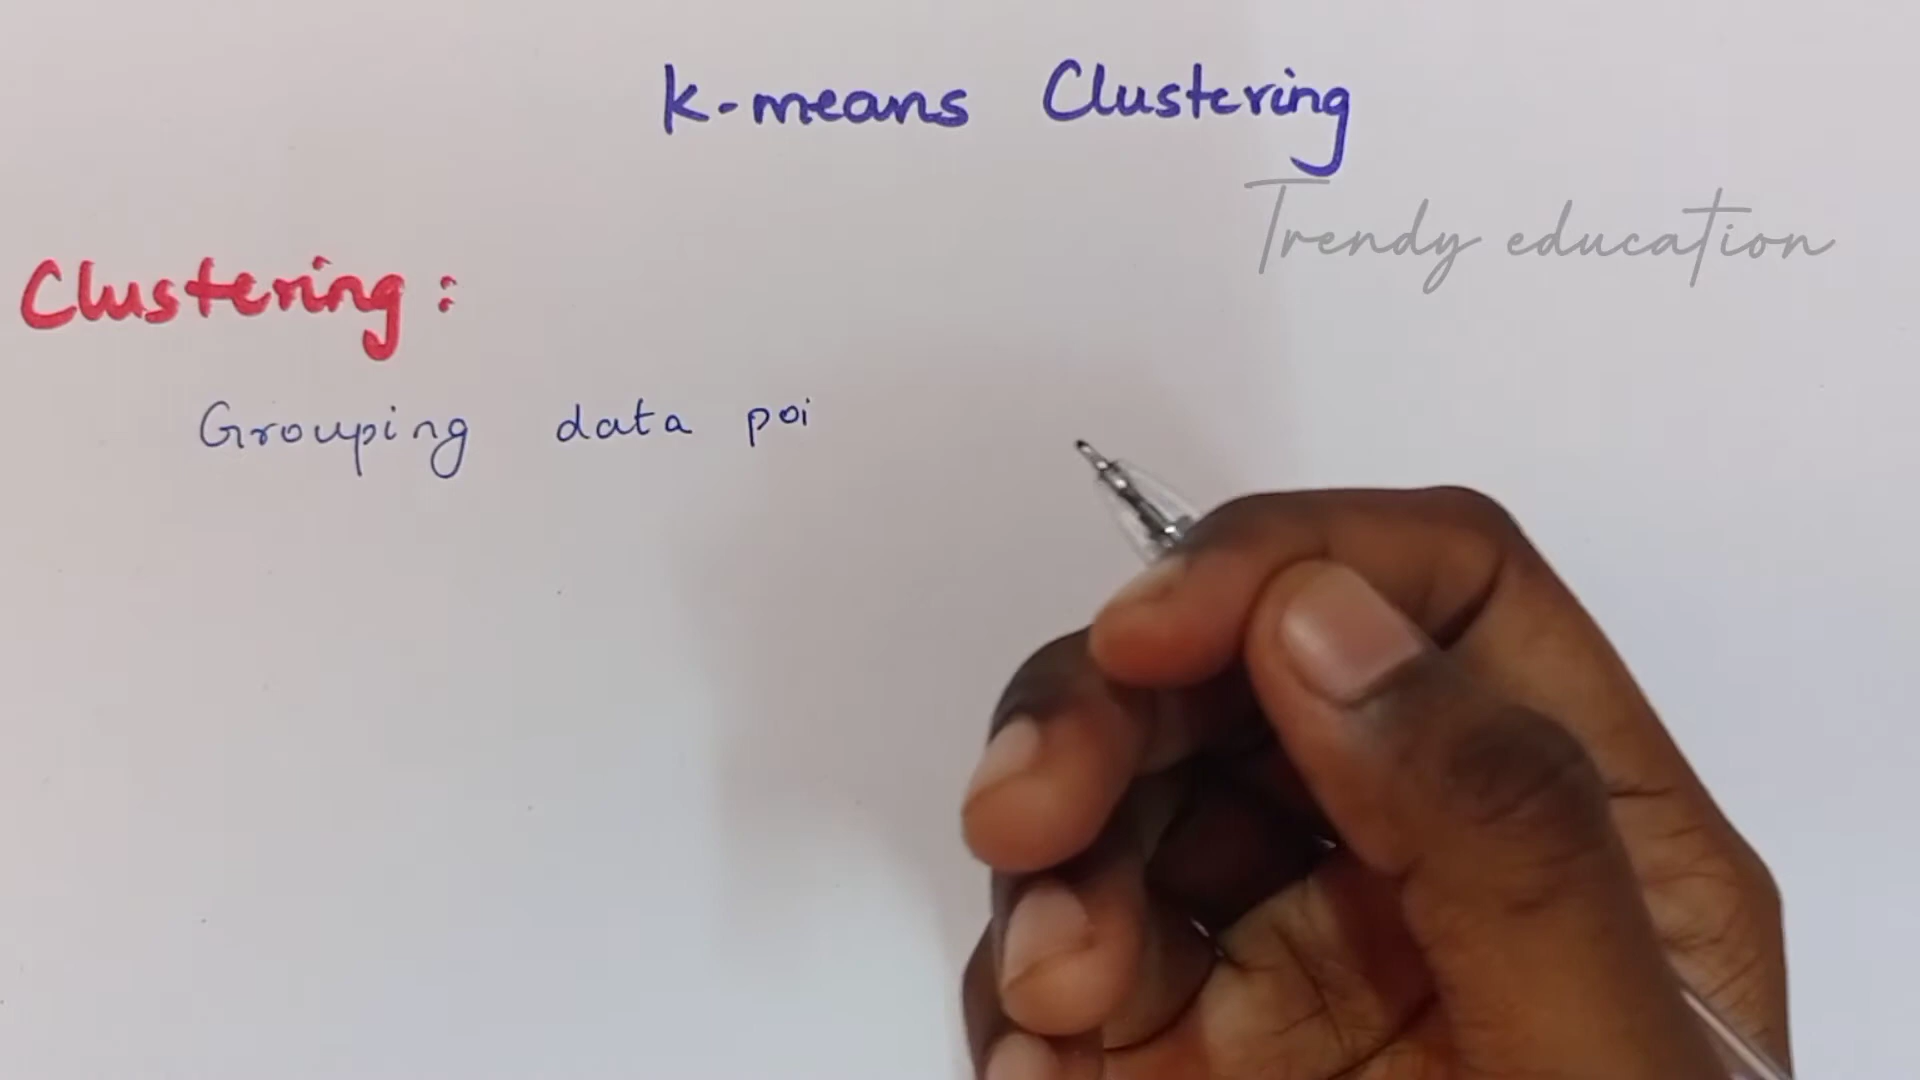 k-means Clustering
Trendy education
Clustering:
Grouping data poi